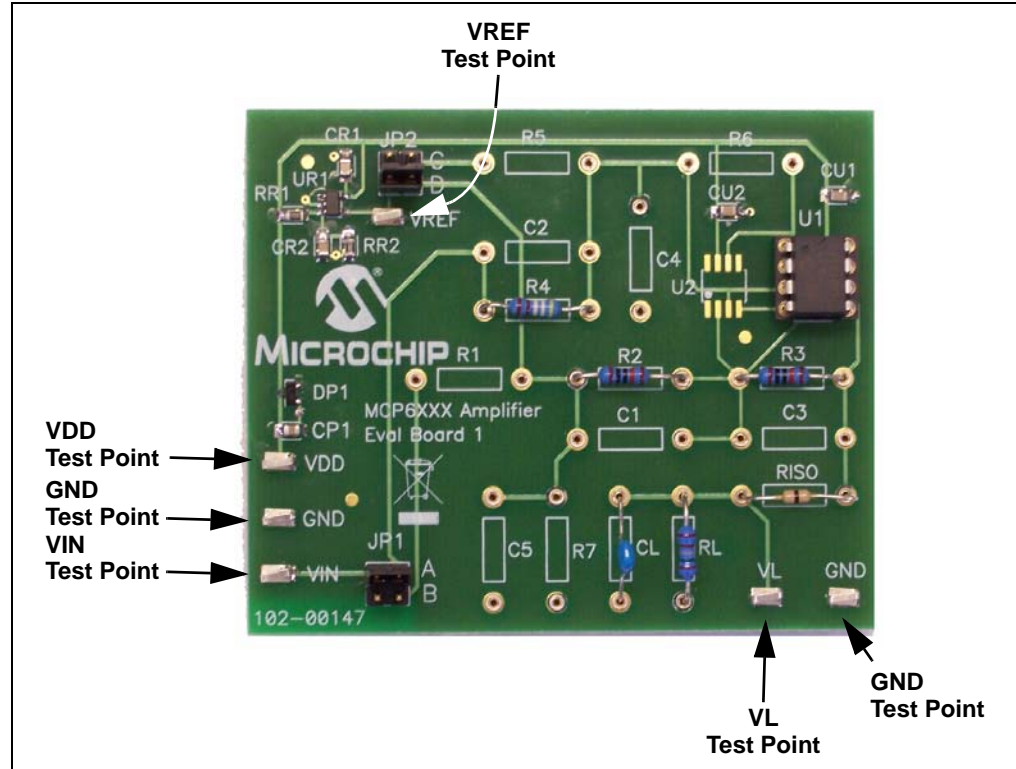 VREF
Test Point
CR1
JP2
R5
R6
UR1
C
CU2
CU1
RR1
D
VREF
U1
CR2
RR2
C2
C4
U2
R4
®
MICROCHIP
R1
R2
R3
DP1
MCP6XXX Amplifier
Eval Board 1
C1
C3
CP1
VDD
Test Point
VDD
RISO
GND
Test Point
GND
VIN
Test Point
VIN
JP1
A
B
C5
R7
CL
RL
VL
GND
102-00147
VL
Test Point
GND
Test Point